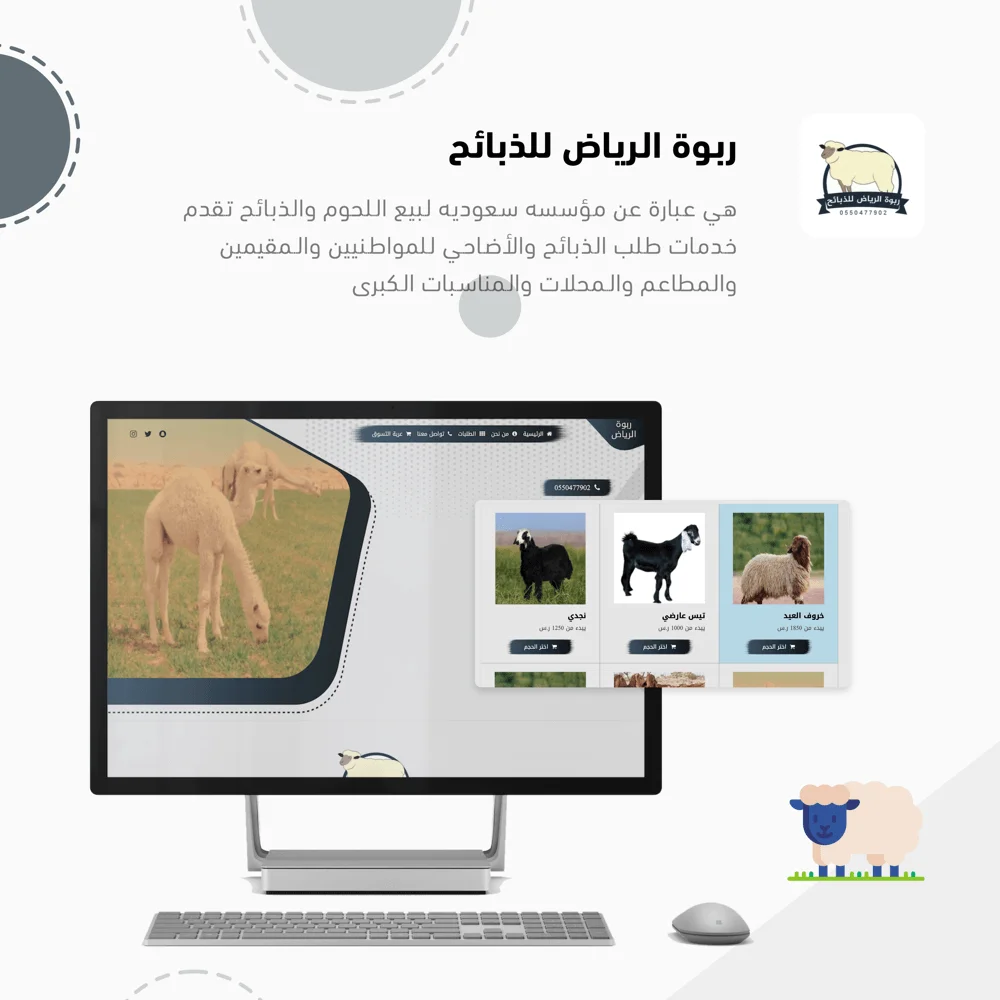 ربوة الرياض للذبائح
هي عبارة عن مؤسسه سعوديه لبيع اللحوم والذبائح تقدم
خدمات طلب الذبائح والأضاحي للمواطنيين والمقيمين
والمطاعم والمحلات والمناسبات الكبرى
ربوة الرياض للذبائح
0550477902
ربوة
الرياض
الرئيسية من نحن الطلبات تواصل معنا عربة التسوق
0550477902
خروف العيد
يبدء من 1850 ر.س
اختر الحجم
تيس عارضي
يبدء من 1000 ر.س
اختر الحجم
نجدي
يبدء من 1250 ر.س
اختر الحجم